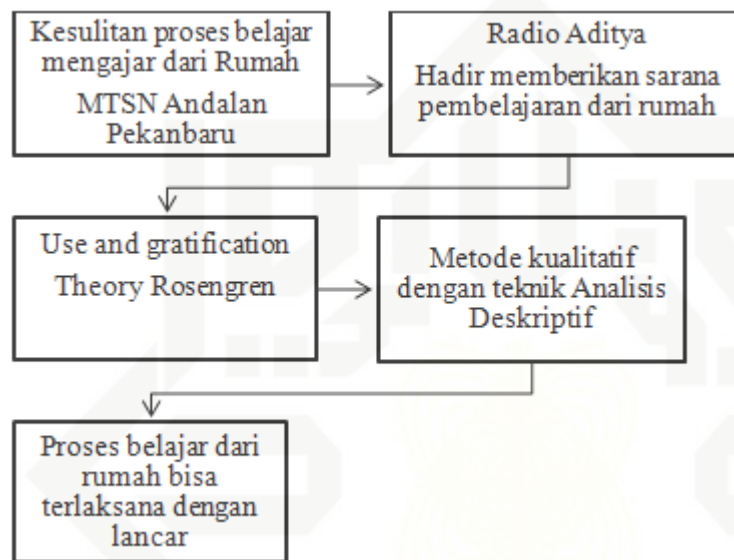 Kesulitan proses belajar
mengajar dari Rumah
MTSN Andalan
Pekanbaru
Radio Aditya
Hadir memberikan sarana
pembelajaran dari rumah
Use and gratification
Theory Rosengren
Metode kualitatif
dengan teknik Analisis
Deskriptif
Proses belajar dari
rumah bisa
terlaksana dengan
lancar